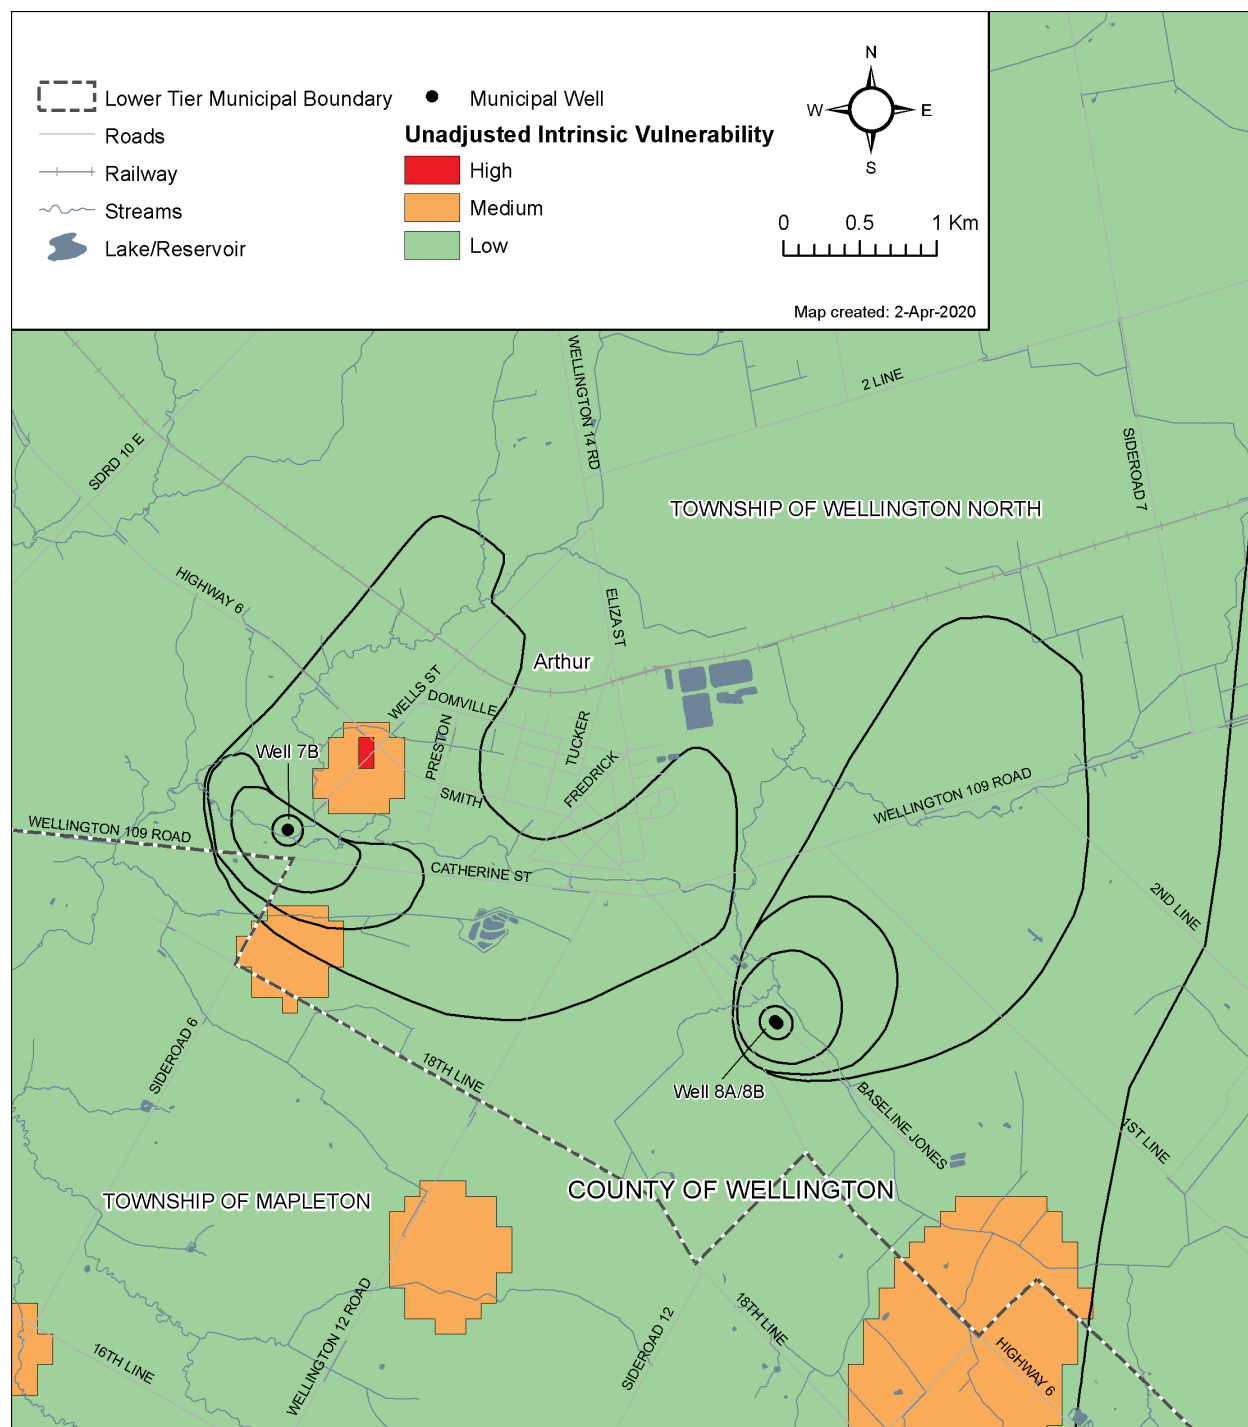 Lower Tier Municipal Boundary
Roads
Railway
Streams
Lake/Reservoir
Municipal Well
Unadjusted Intrinsic Vulnerability
High
Medium
Low
N
W E
S
0 0.5 1 Km
Map created: 2-Apr-2020
WELLINGTON 14 RD
2 LINE
SIDEROAD 7
SDRD 10 E
TOWNSHIP OF WELLINGTON NORTH
HIGHWAY 6
ELIZA ST
Arthur
WELLS ST
DOMVILLE
PRESTON
TUCKER
FREDRICK
SMITH
Well 7B
WELLINGTON 109 ROAD
WELLINGTON 109 ROAD
CATHERINE ST
2ND LINE
SIDEROAD 6
18TH LINE
Well 8A/8B
BASELINE JONES
1ST LINE
TOWNSHIP OF MAPLETON
COUNTY OF WELLINGTON
16TH LINE
WELLINGTON 12 ROAD
SIDEROAD 12
18TH LINE
HIGHWAY 6